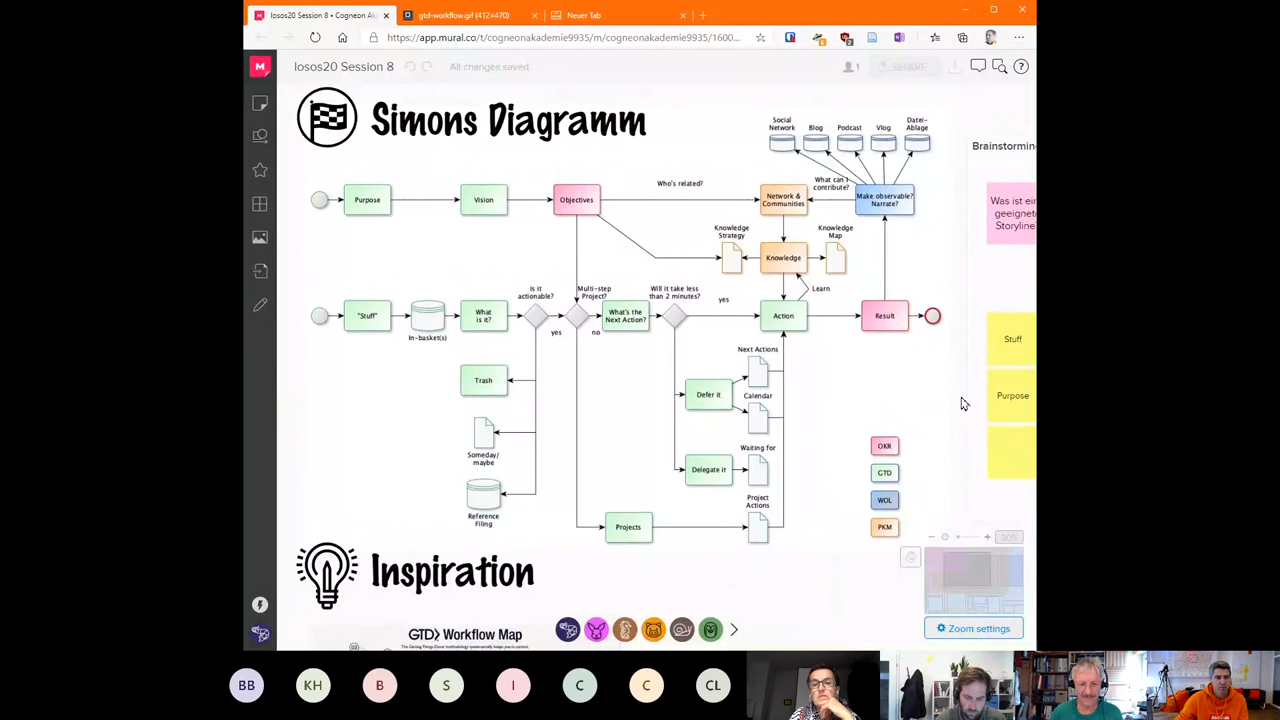 Iosos20 Session 8 • Cogneon Ak
gtd-workflow.gif (412×470)
Neuer Tab
https://app.mural.co/t/cogneonakademie9935/m/cogneonakademie9935/1600...
Iosos20 Session 8
All changes saved.
1
SHARE
Simons Diagramm
Social
Network
Blog
Podcast
Vlog
Datei-
Ablage
Brainstorming
Purpose
Vision
Objectives
Who's related?
Network &
Communities
What can I
contribute?
Make observable?
Narrate?
Was ist ein
geeignete
Storyline
Knowledge
Strategy
Knowledge
Knowledge
Map
Learn
"Stuff"
In-basket(s)
What
is it?
Is it
actionable?
yes
Multi-step
Project?
no
What's the
Next Action?
Will it take less
than 2 minutes?
yes
Action
Result
Stuff
Purpose
Trash
Someday/
maybe
Reference
Filing
Defer it
Next Actions
Calendar
Delegate it
Waiting for
Projects
Project
Actions
OKR
GTD
WOL
PKM
Inspiration
GTD Workflow Map
Zoom settings
BB
KH
B
S
I
C
C
CL